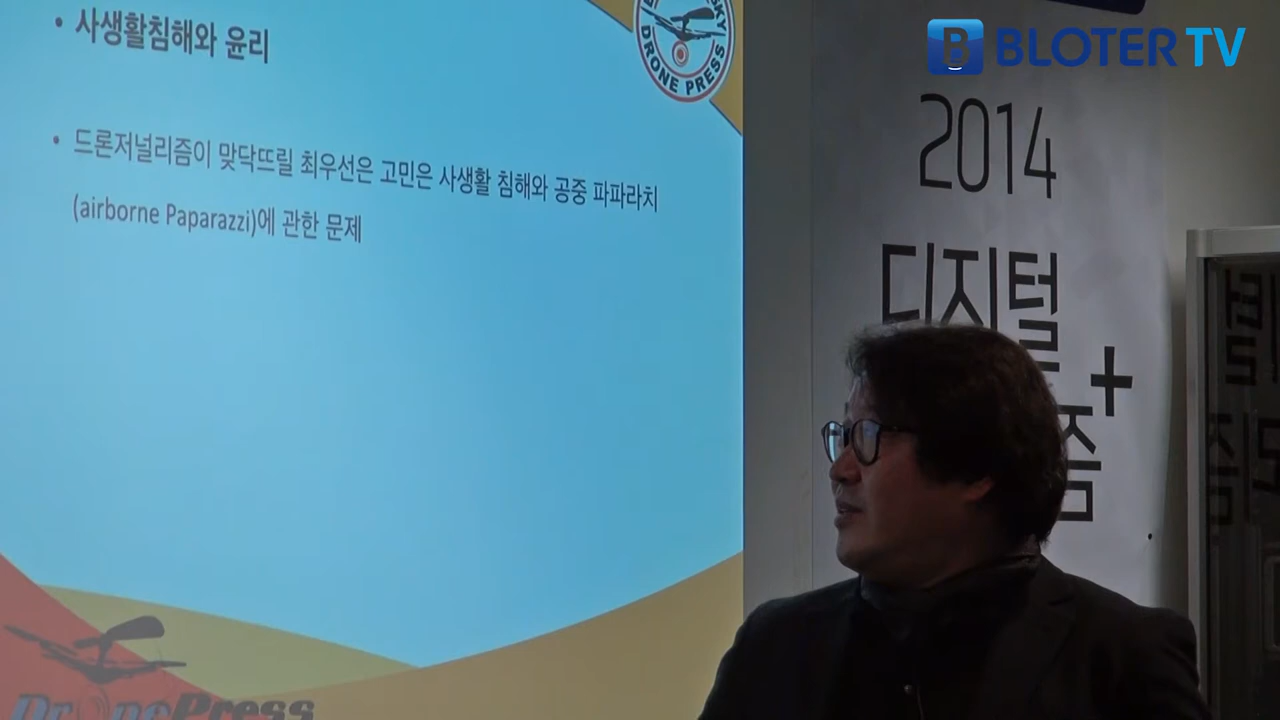 • 사생활침해와 윤리
• 드론저널리즘이 맞닥뜨릴 최우선은 고민은 사생활 침해와 공중 파파라치
(airborne Paparazzi)에 관한 문제
SKY
DRONE PRESS
DronePress
B BLOTER TV
2014
디지털
+
즘